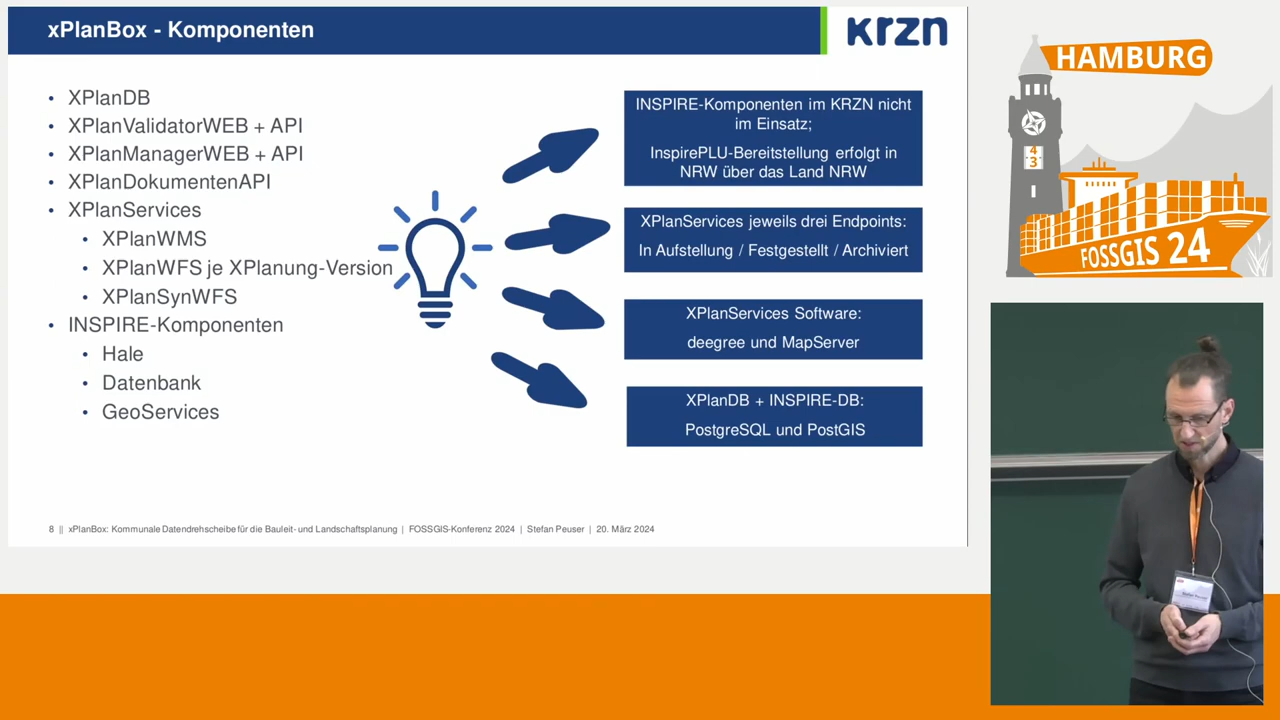 xPlanBox - Komponenten
krzn
• XPlanDB
• XPlanValidatorWEB + API
• XPlanManagerWEB + API
• XPlanDokumentenAPI
• XPlanServices
• XPlanWMS
• XPlanWFS je XPlanung-Version
• XPlanSynWFS
• INSPIRE-Komponenten
• Hale
• Datenbank
• GeoServices
INSPIRE-Komponenten im KRZN nicht
im Einsatz;
InspirePLU-Bereitstellung erfolgt in
NRW über das Land NRW
XPlanServices jeweils drei Endpoints:
In Aufstellung / Festgestellt / Archiviert
XPlanServices Software:
deegree und MapServer
XPlanDB + INSPIRE-DB:
PostgreSQL und PostGIS
8 || xPlanBox: Kommunale Datendrehscheibe für die Bauleit- und Landschaftsplanung | FOSSGIS-Konferenz 2024 | Stefan Peuser | 20. März 2024
HAMBURG
4
3
FOSSGIS 24